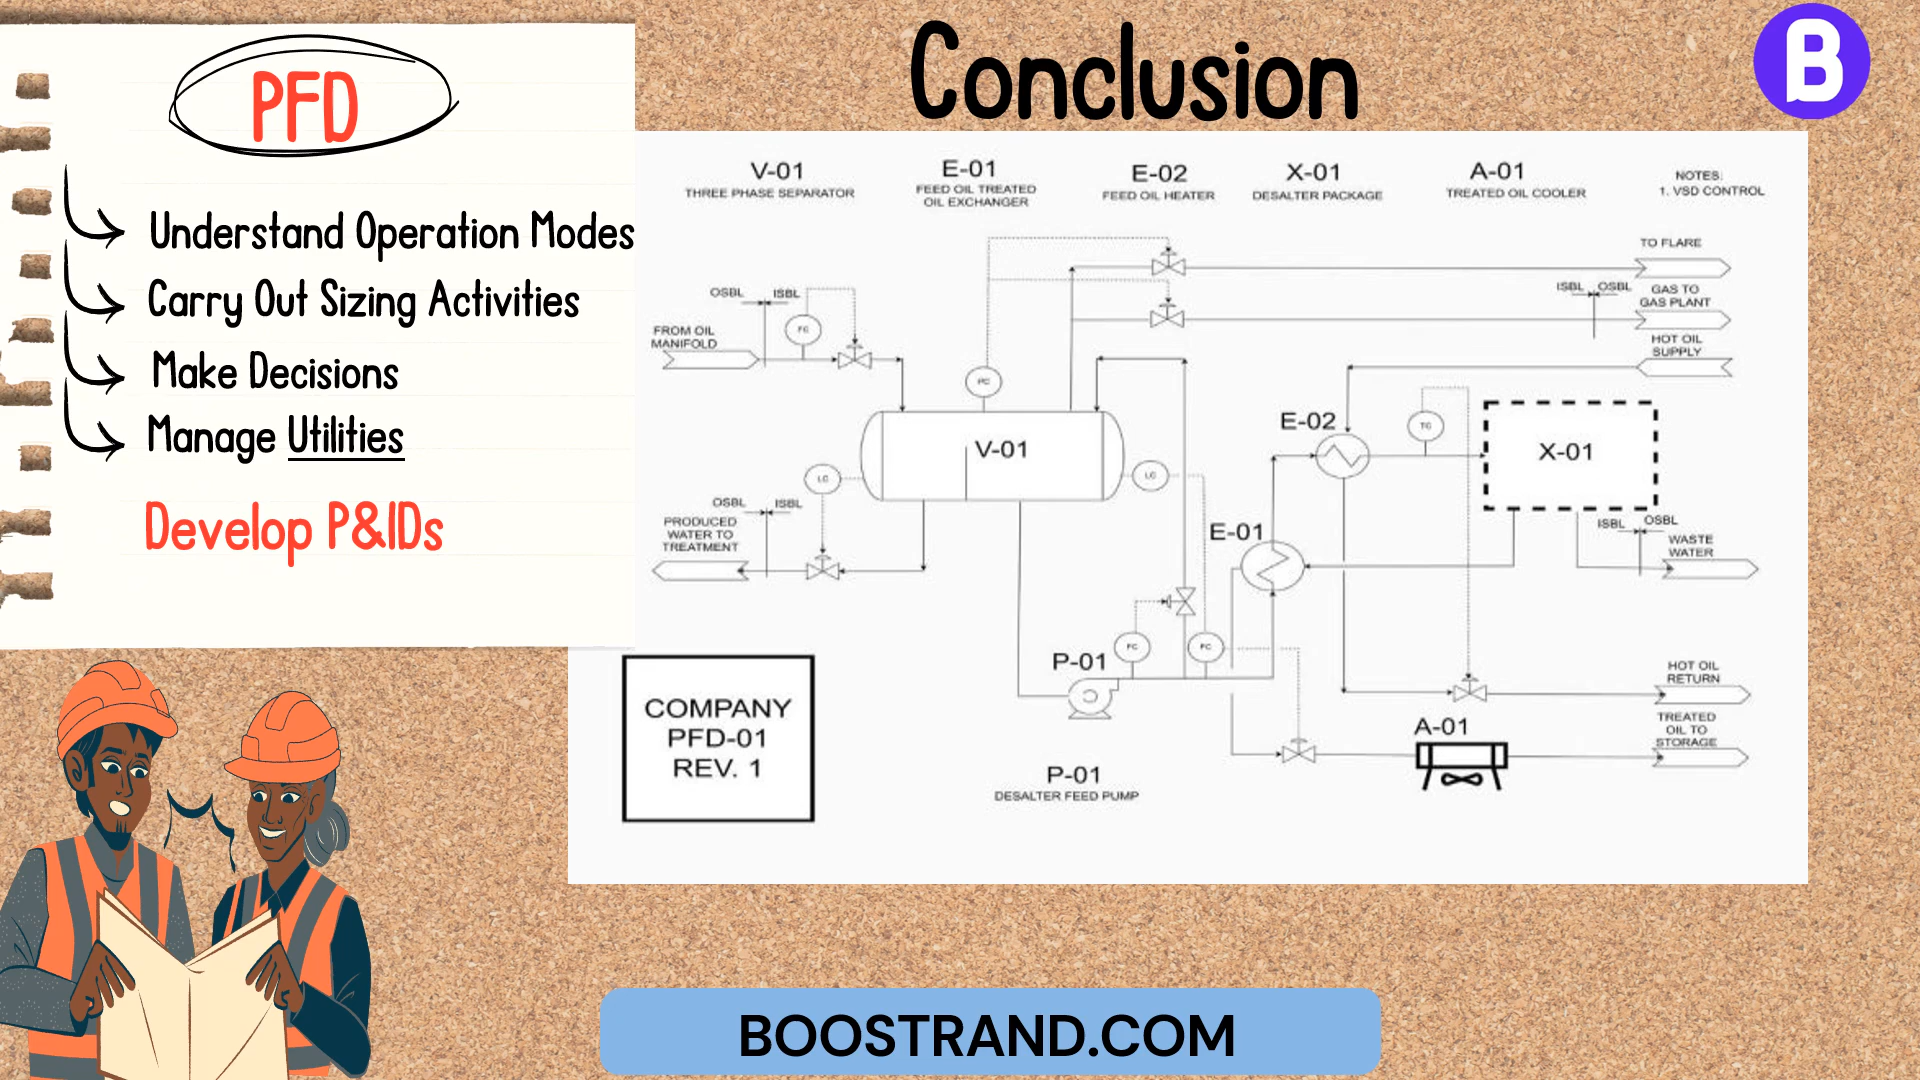 PFD
Understand Operation Modes
Carry Out Sizing Activities
Make Decisions
Manage Utilities
Develop P&IDs
Conclusion
B
V-01
THREE PHASE SEPARATOR
E-01
FEED OIL TREATED
OIL EXCHANGER
E-02
FEED OIL HEATER
X-01
DESALTER PACKAGE
A-01
TREATED OIL COOLER
NOTES:
1. VSD CONTROL
TO FLARE
OSBL
ISBL
FROM OIL
MANIFOLD
FC
ISBL
OSBL
GAS TO
GAS PLANT
HOT OIL
SUPPLY
PC
V-01
LC
LC
E-02
TC
X-01
OSBL
ISBL
PRODUCED
WATER TO
TREATMENT
E-01
ISBL
OSBL
WASTE
WATER
P-01
FC
FC
HOT OIL
RETURN
A-01
TREATED
OIL TO
STORAGE
COMPANY
PFD-01
REV. 1
P-01
DESALTER FEED PUMP
BOOSTRAND.COM